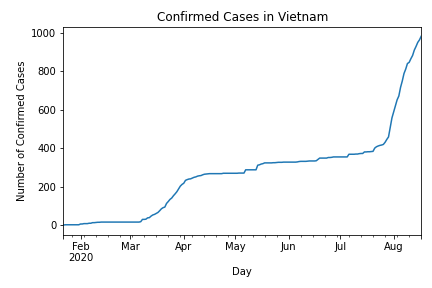 Confirmed Cases in Vietnam
Number of Confirmed Cases
1000
800
600
400
200
0
Feb Mar Apr May Jun Jul Aug
2020
Day